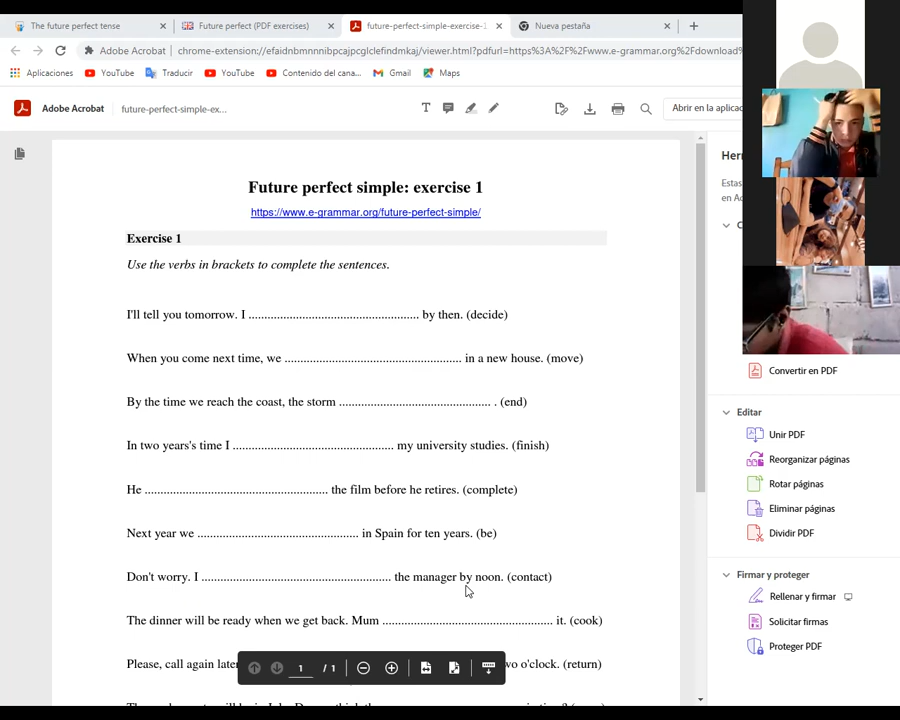 The future perfect tense
Future perfect (PDF exercises)
future-perfect-simple-exercise-1
Nueva pestaña
Adobe Acrobat
chrome-extension://efaidnbmnnnibpcajpcglclefindmkaj/viewer.html?pdfurl=https%3A%2F%2Fwww.e-grammar.org%2Fdownload%
Aplicaciones
YouTube
Traducir
YouTube
Contenido del cana...
Gmail
Maps
Adobe Acrobat
future-perfect-simple-ex...
Abrir en la aplicac
Future perfect simple: exercise 1
https://www.e-grammar.org/future-perfect-simple/
Exercise 1
Use the verbs in brackets to complete the sentences.
I'll tell you tomorrow. I ...................................................... by then. (decide)
When you come next time, we ........................................................ in a new house. (move)
By the time we reach the coast, the storm ................................................ . (end)
In two years's time I ................................................... my university studies. (finish)
He .......................................................... the film before he retires. (complete)
Next year we ................................................... in Spain for ten years. (be)
Don't worry. I ............................................................ the manager by noon. (contact)
The dinner will be ready when we get back. Mum ...................................................... it. (cook)
Please, call again later
o'clock. (return)
1 / 1
Estas
en Ad
Convertir en PDF
Editar
Unir PDF
Reorganizar páginas
Rotar páginas
Eliminar páginas
Dividir PDF
Firmar y proteger
Rellenar y firmar
Solicitar firmas
Proteger PDF